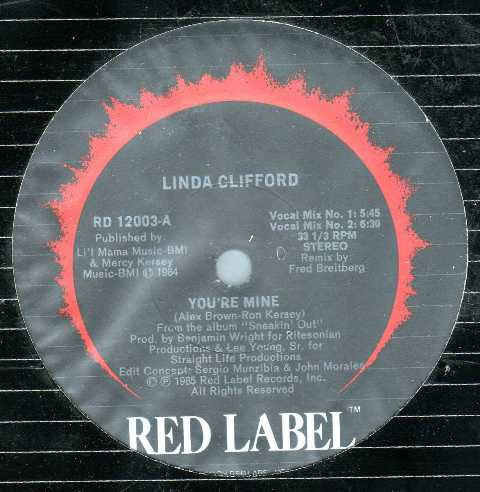 LINDA CLIFFORD
RD 12003-A
Published by:
Li'l Mama Music-BMI
& Mercy Kersey
Music-BMI © 1984
Vocal Mix No. 1: 5:45
Vocal Mix No. 2: 6:30
33 1/3 RPM
STEREO
Remix by:
Fred Breitberg
YOU'RE MINE
(Alex Brown-Ron Kersey)
From the album "Sneakin' Out"
Prod. by Benjamin Wright for Ritesonian
Productions & Lee Young, Sr. for
Straight Life Productions
Edit Concept: Sergio Munzibia & John Morales
© ℗ 1985 Red Label Records, Inc.
All Rights Reserved
RED LABEL™